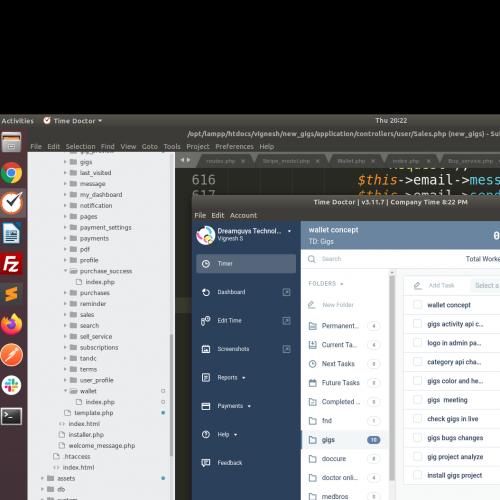 Activities
Time Doctor
Thu 20:22
/opt/lampp/htdocs/vignesh/new_gigs/application/controllers/user/Sales.php (new_gigs) - Su
File Edit Selection Find View Goto Tools Project Preferences Help
gigs
last_visited
message
my_dashboard
notification
pages
payment_settings
payments
pdf
profile
purchase_success
index.php
purchases
reminder
sales
search
sell_service
subscriptions
tandc
terms
user_profile
wallet
index.php
template.php
index.html
installer.php
welcome_message.php
.htaccess
index.html
assets
db
routes.php
Stripe_model.php
Wallet.php
index.php
Buy_service.php
616
$this->email->mess
617
Time Doctor | v3.11.7 | Company Time 8:22 PM
File Edit Account
Dreamguys Technol...
Vignesh S
Timer
Dashboard
Edit Time
Screenshots
Reports
Payments
Help
Feedback
wallet concept
TD: Gigs
Search
Total Worke
FOLDERS
New Folder
Permanent.. 4
Current Ta.. 4
Next Tasks 0
Future Tasks 0
Completed .. 0
fnd 1
gigs 10
doccure 0
doctor onli.. 4
medbros 0
Add Task
Select a
wallet concept
gigs activity api c...
logo in admin pa...
category api cha...
gigs color and he...
gigs meeting
check gigs in live
gigs bugs changes
gig project analyze
install gigs project